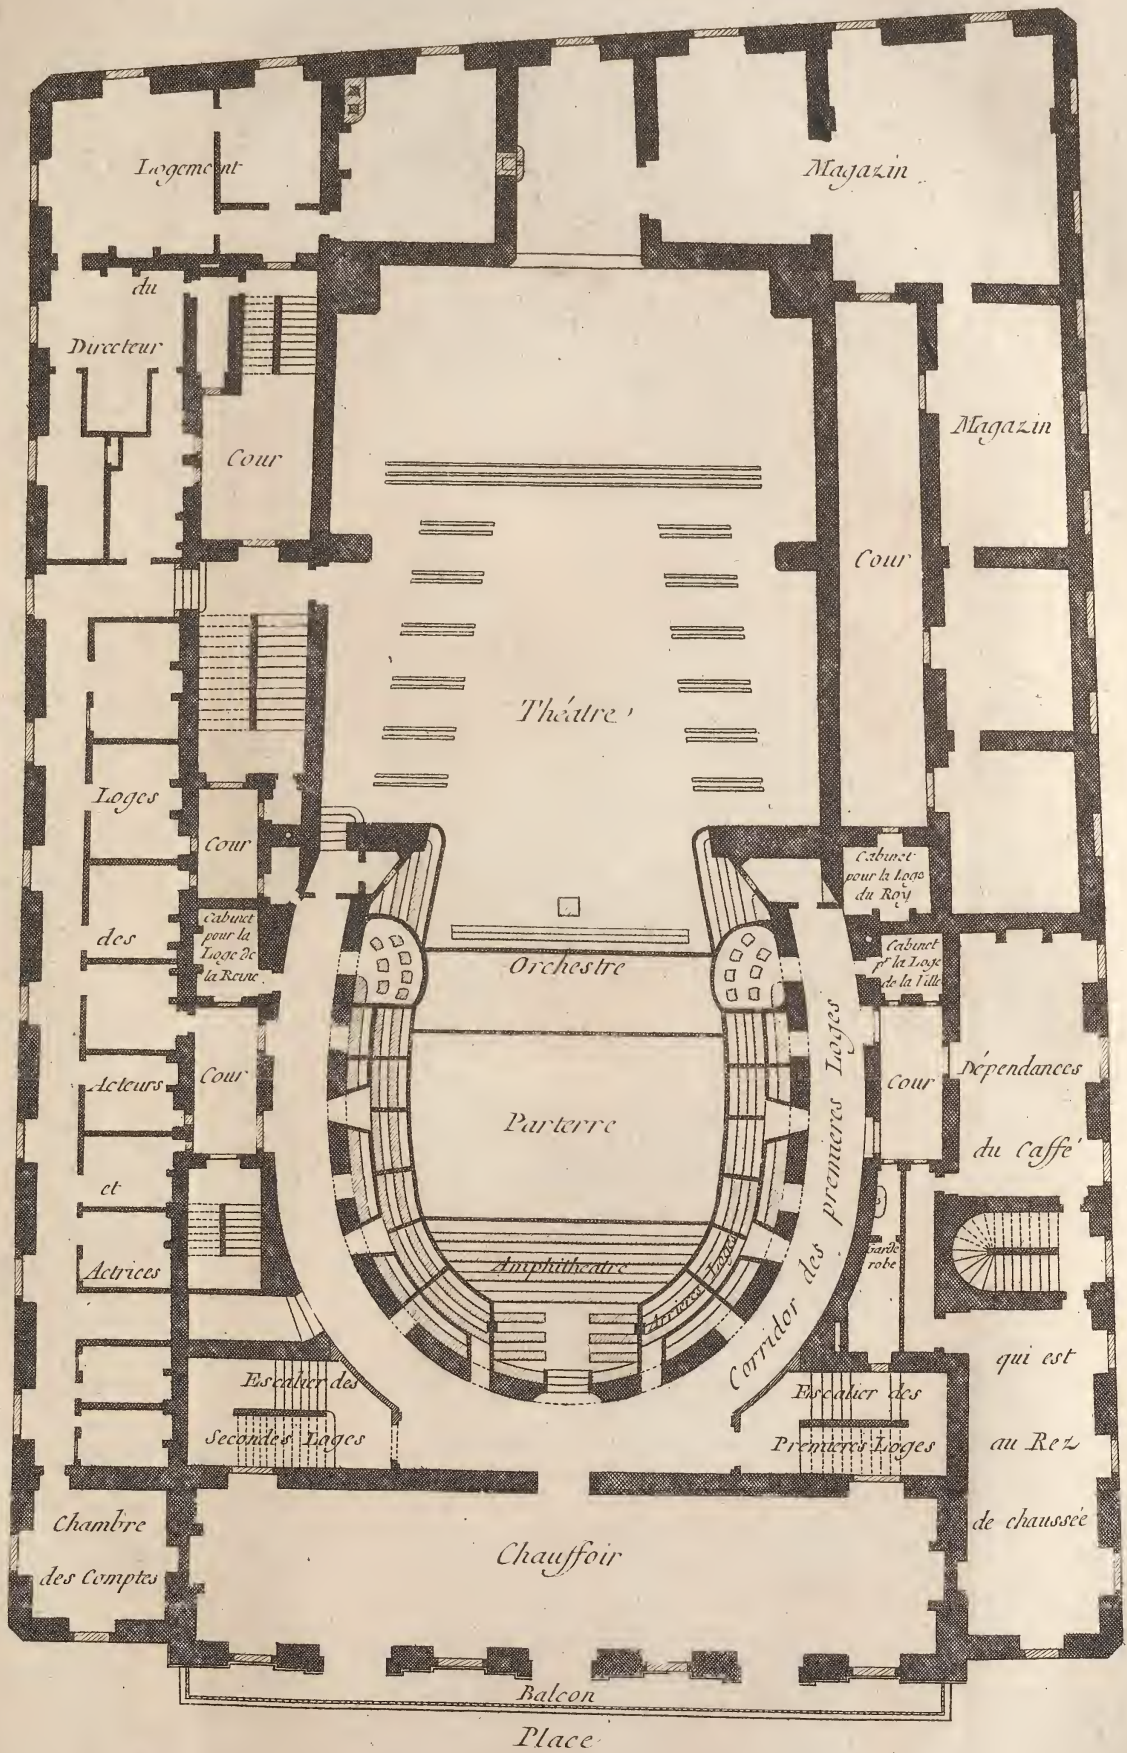 Logement
Magazin
du
Directeur
Cour
Magazin
Cour
Théatre
Loges
Cour
Cabinet
pour la Loge
du Roy
des
Cabinet
pour la
Loge de
la Reine
Orchestre
Cabinet
pr. la Loge
de la Ville
Acteurs
Cour
Parterre
Corridor des premieres Loges
Cour
Dépendances
du Caffé
et
Actrices
Amphitheatre
Arrieres Loges
Garde
robe
qui est
Escalier des
Secondes Loges
Escalier des
Premieres Loges
au Rez
de chaussée
Chambre
des Comptes
Chauffoir
Balcon
Place